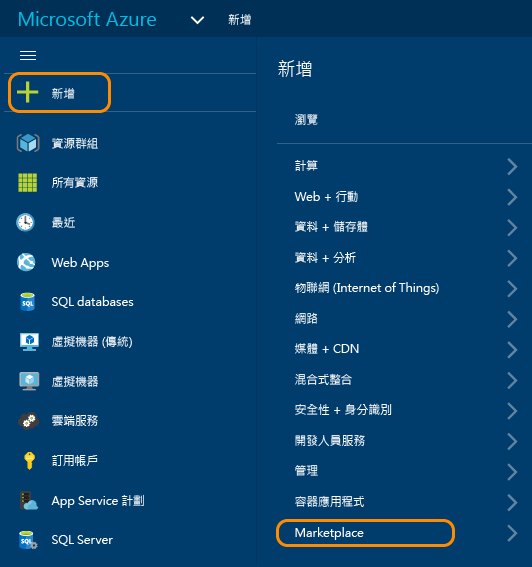 Microsoft Azure 新增
新增
資源群組
所有資源
最近
Web Apps
SQL databases
虛擬機器 (傳統)
虛擬機器
雲端服務
訂用帳戶
App Service 計劃
SQL Server
新增
瀏覽
計算
Web + 行動
資料 + 儲存體
資料 + 分析
物聯網 (Internet of Things)
網路
媒體 + CDN
混合式整合
安全性 + 身分識別
開發人員服務
管理
容器應用程式
Marketplace